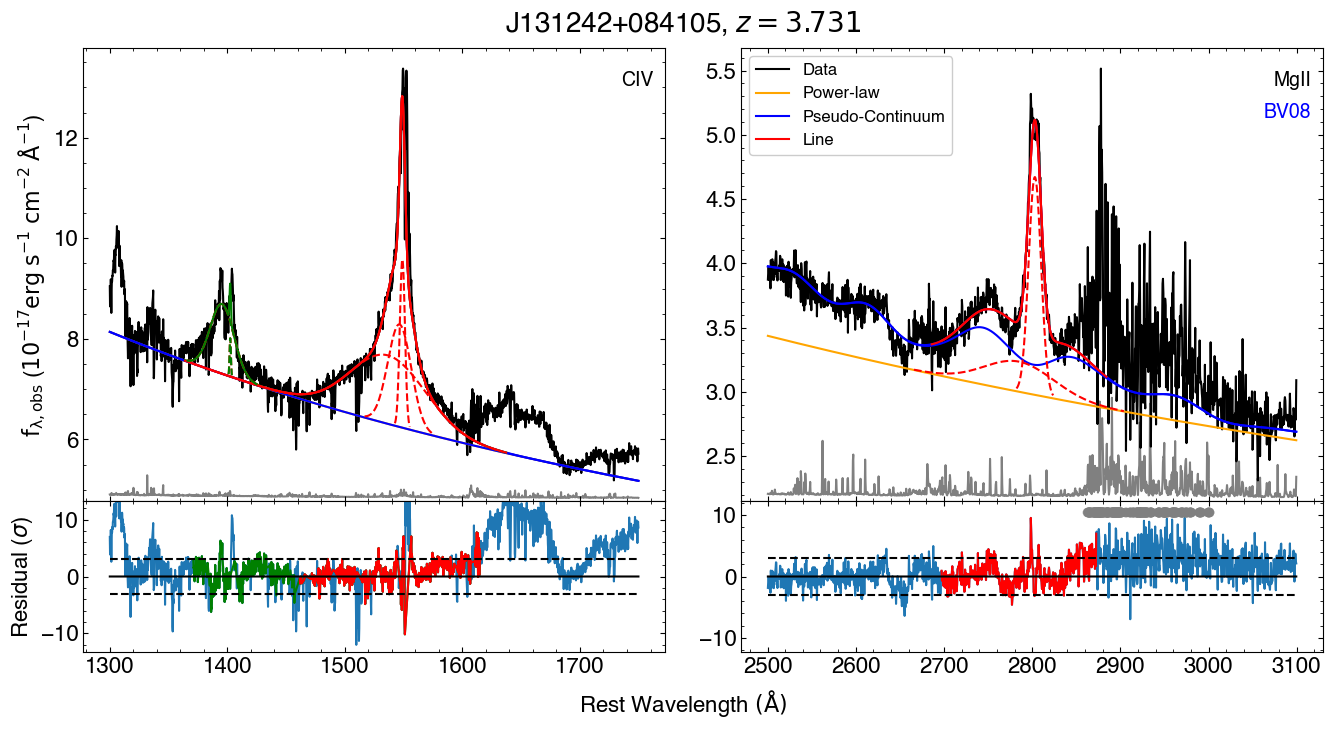 J131242+084105, z = 3.731
CIV
12
10
8
6
f_λ,obs (10^−17 erg s^−1 cm^−2 Å^−1)
Data
Power-law
Pseudo-Continuum
Line
MgII
BV08
5.5
5.0
4.5
4.0
3.5
3.0
2.5
Residual (σ)
10
0
−10
10
0
−10
1300 1400 1500 1600 1700
2500 2600 2700 2800 2900 3000 3100
Rest Wavelength (Å)